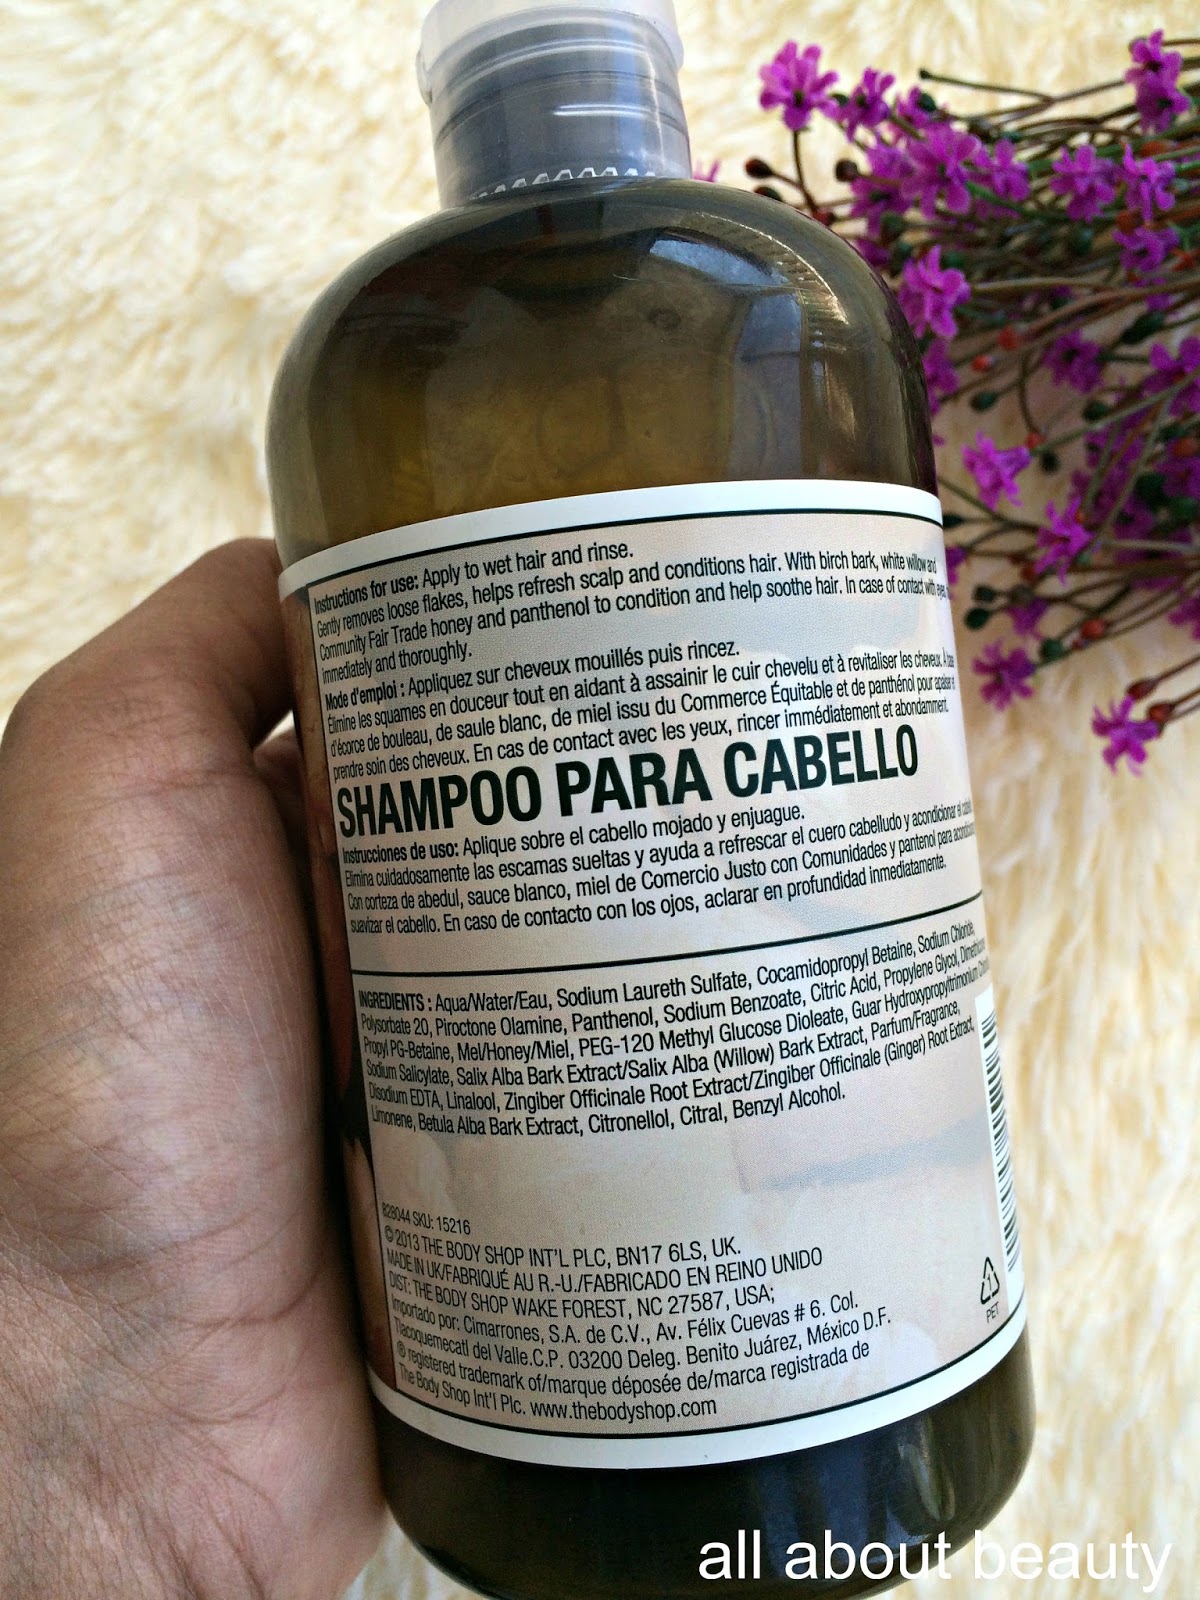 Instructions for use: Apply to wet hair and rinse.
Gently removes loose flakes, helps refresh scalp and conditions hair. With birch bark, white willow and
Community Fair Trade honey and panthenol to condition and help soothe hair. In case of contact with eyes,
immediately and thoroughly.
Mode d'emploi : Appliquez sur cheveux mouillés puis rincez.
Élimine les squames en douceur tout en aidant à assainir le cuir chevelu et à revitaliser les cheveux. À base
d'écorce de bouleau, de saule blanc, de miel issu du Commerce Équitable et de panthénol pour apaiser et
prendre soin des cheveux. En cas de contact avec les yeux, rincer immédiatement et abondamment.
SHAMPOO PARA CABELLO
Instrucciones de uso: Aplique sobre el cabello mojado y enjuague.
Elimina cuidadosamente las escamas sueltas y ayuda a refrescar el cuero cabelludo y acondicionar el
Con corteza de abedul, sauce blanco, miel de Comercio Justo con Comunidades y pantenol para
suavizar el cabello. En caso de contacto con los ojos, aclarar en profundidad inmediatamente.
INGREDIENTS : Aqua/Water/Eau, Sodium Laureth Sulfate, Cocamidopropyl Betaine, Sodium Chloride,
Polysorbate 20, Piroctone Olamine, Panthenol, Sodium Benzoate, Citric Acid, Propylene Glycol,
Propyl PG-Betaine, Mel/Honey/Miel, PEG-120 Methyl Glucose Dioleate, Guar Hydroxypropyltrimonium
Sodium Salicylate, Salix Alba Bark Extract/Salix Alba (Willow) Bark Extract, Parfum/Fragrance,
Disodium EDTA, Linalool, Zingiber Officinale Root Extract/Zingiber Officinale (Ginger) Root Extract,
Limonene, Betula Alba Bark Extract, Citronellol, Citral, Benzyl Alcohol.
828044 SKU: 15216
© 2013 THE BODY SHOP INT'L PLC, BN17 6LS, UK.
MADE IN UK/FABRIQUÉ AU R.-U./FABRICADO EN REINO UNIDO
DIST: THE BODY SHOP WAKE FOREST, NC 27587, USA;
Importado por: Cimarrones, S.A. de C.V., Av. Félix Cuevas # 6. Col.
Tlacoquemecatl del Valle.C.P. 03200 Deleg. Benito Juárez, México D.F.
® registered trademark of/marque déposée de/marca registrada de
The Body Shop Int'l Plc. www.thebodyshop.com
1
PET
all about beauty